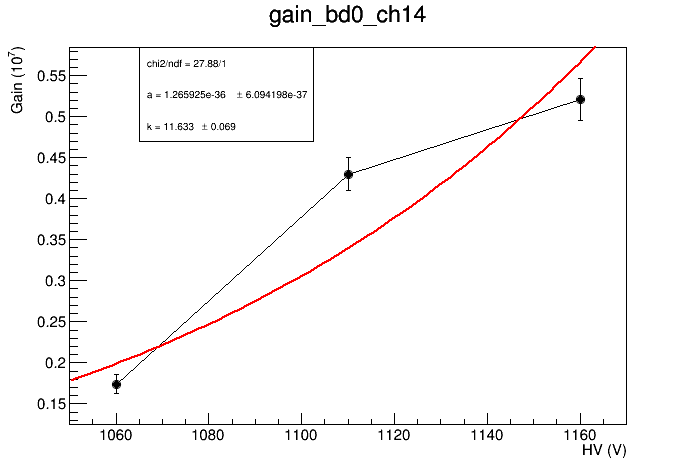 gain_bd0_ch14
Gain (10^7)
chi2/ndf = 27.88/1
a = 1.265925e-36 ± 6.094198e-37
k = 11.633 ± 0.069
0.55
0.5
0.45
0.4
0.35
0.3
0.25
0.2
0.15
1060 1080 1100 1120 1140 1160
HV (V)